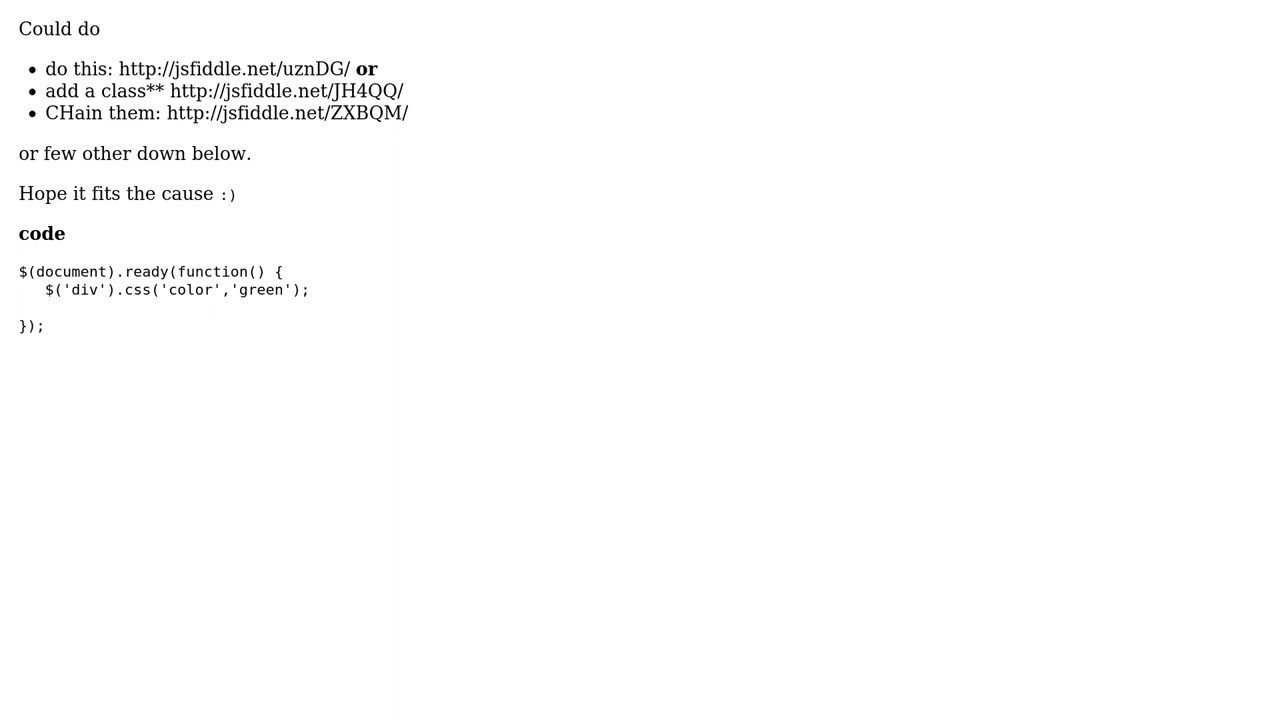 Could do
• do this: http://jsfiddle.net/uznDG/ or
• add a class** http://jsfiddle.net/JH4QQ/
• CHain them: http://jsfiddle.net/ZXBQM/
or few other down below.
Hope it fits the cause :)
code
$(document).ready(function() {
   $('div').css('color','green');
});